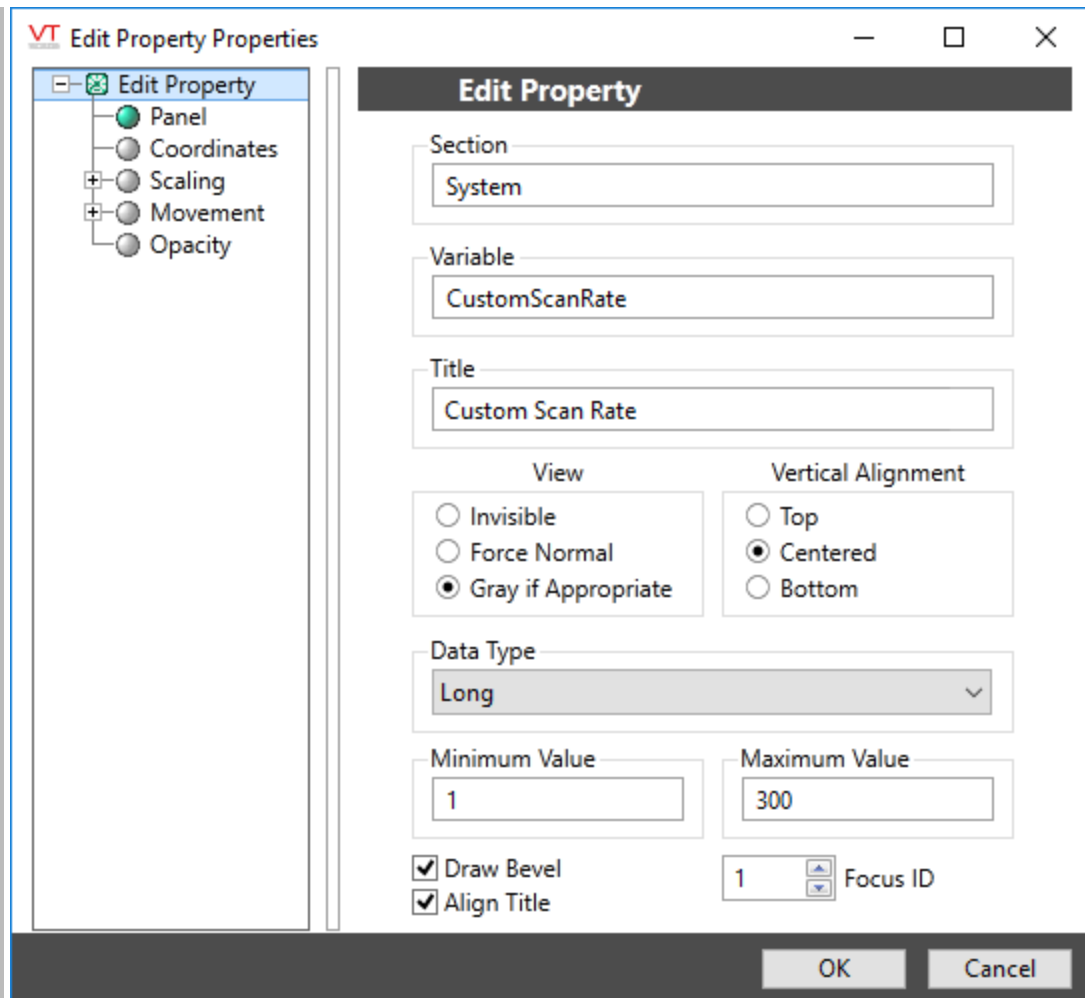 VT Edit Property Properties
Edit Property
Panel
Coordinates
Scaling
Movement
Opacity
Edit Property
Section
System
Variable
CustomScanRate
Title
Custom Scan Rate
View
Invisible
Force Normal
Gray if Appropriate
Vertical Alignment
Top
Centered
Bottom
Data Type
Long
Minimum Value
1
Maximum Value
300
Draw Bevel
Align Title
1 Focus ID
OK Cancel